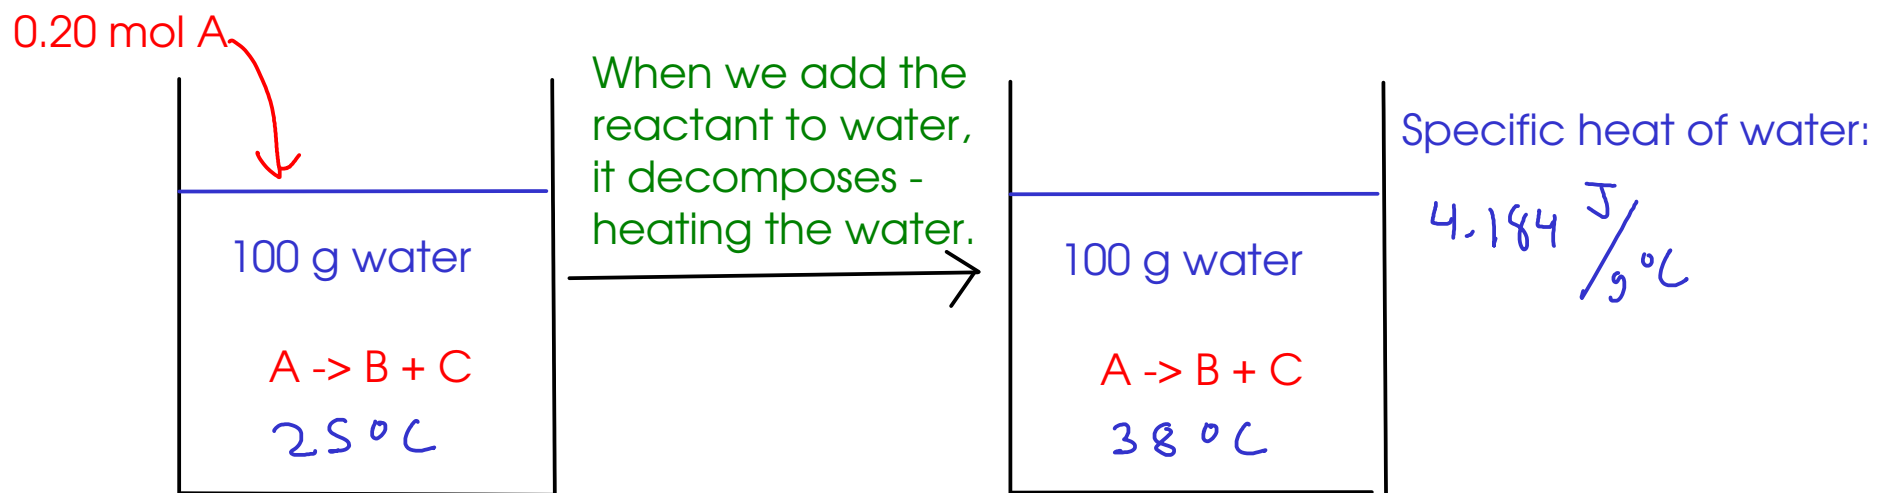 0.20 mol A
When we add the
reactant to water,
it decomposes -
heating the water.
100 g water
A -> B + C
25°C
100 g water
A -> B + C
38°C
Specific heat of water:
4.184 J/g°C